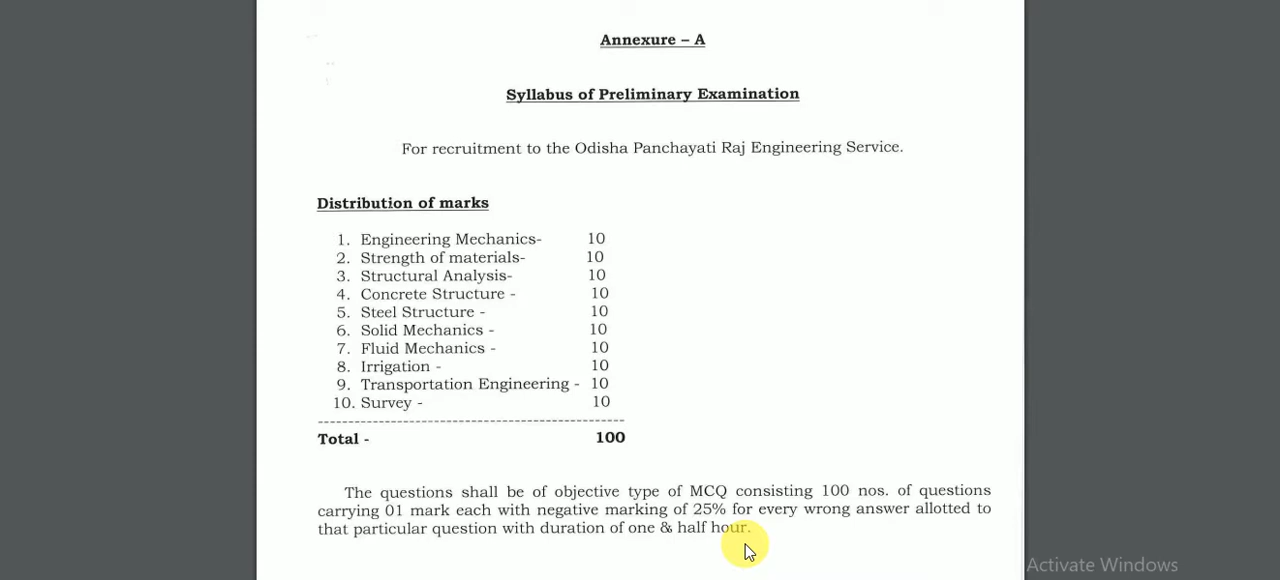 Annexure – A
Syllabus of Preliminary Examination
For recruitment to the Odisha Panchayati Raj Engineering Service.
Distribution of marks
1. Engineering Mechanics- 10
2. Strength of materials- 10
3. Structural Analysis- 10
4. Concrete Structure - 10
5. Steel Structure - 10
6. Solid Mechanics - 10
7. Fluid Mechanics - 10
8. Irrigation - 10
9. Transportation Engineering - 10
10. Survey - 10
Total - 100
The questions shall be of objective type of MCQ consisting 100 nos. of questions
carrying 01 mark each with negative marking of 25% for every wrong answer allotted to
that particular question with duration of one & half hour.
Activate Windows